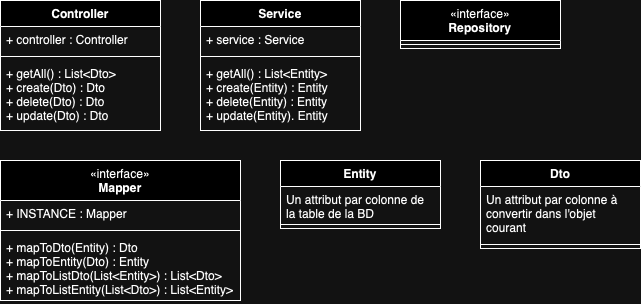 Controller
+ controller : Controller
+ getAll() : List<Dto>
+ create(Dto) : Dto
+ delete(Dto) : Dto
+ update(Dto) : Dto
Service
+ service : Service
+ getAll() : List<Entity>
+ create(Entity) : Entity
+ delete(Entity) : Entity
+ update(Entity). Entity
«interface»
Repository
«interface»
Mapper
+ INSTANCE : Mapper
+ mapToDto(Entity) : Dto
+ mapToEntity(Dto) : Entity
+ mapToListDto(List<Entity>) : List<Dto>
+ mapToListEntity(List<Dto>) : List<Entity>
Entity
Un attribut par colonne de
la table de la BD
Dto
Un attribut par colonne à
convertir dans l'objet
courant